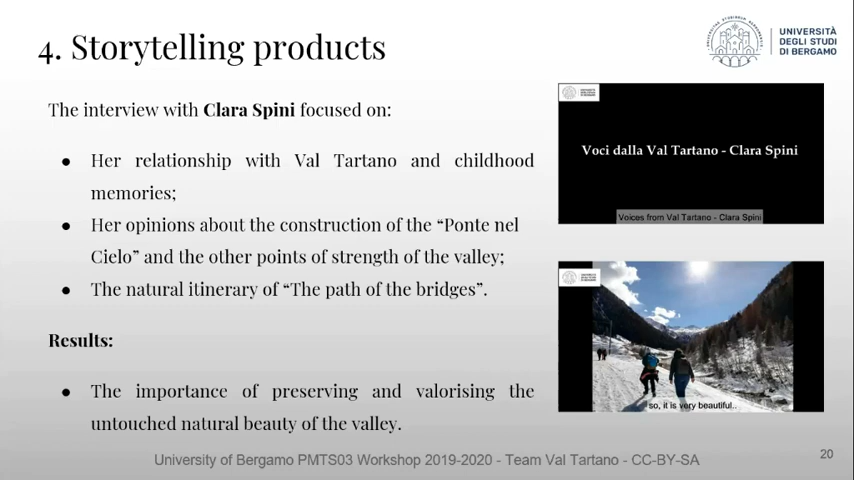 4. Storytelling products
UNIVERSITÀ
DEGLI STUDI
DI BERGAMO
The interview with Clara Spini focused on:
● Her relationship with Val Tartano and childhood
memories;
● Her opinions about the construction of the “Ponte nel
Cielo” and the other points of strength of the valley;
● The natural itinerary of “The path of the bridges”.
Results:
● The importance of preserving and valorising the
untouched natural beauty of the valley.
Voci dalla Val Tartano - Clara Spini
Voices from Val Tartano - Clara Spini
so, it is very beautiful..
University of Bergamo PMTS03 Workshop 2019-2020 - Team Val Tartano - CC-BY-SA
20